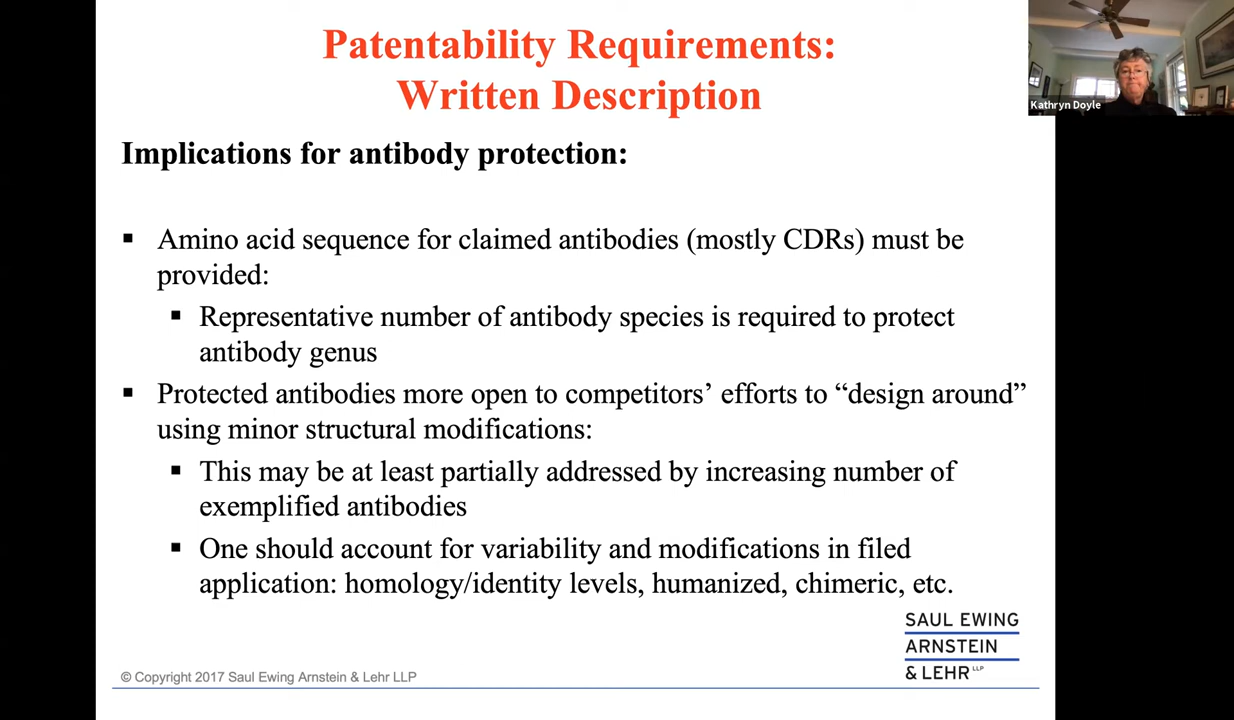 Patentability Requirements:
Written Description
Kathryn Doyle
Implications for antibody protection:
▪ Amino acid sequence for claimed antibodies (mostly CDRs) must be
provided:
▪ Representative number of antibody species is required to protect
antibody genus
▪ Protected antibodies more open to competitors’ efforts to “design around”
using minor structural modifications:
▪ This may be at least partially addressed by increasing number of
exemplified antibodies
▪ One should account for variability and modifications in filed
application: homology/identity levels, humanized, chimeric, etc.
SAUL EWING
ARNSTEIN
& LEHR LLP
© Copyright 2017 Saul Ewing Arnstein & Lehr LLP